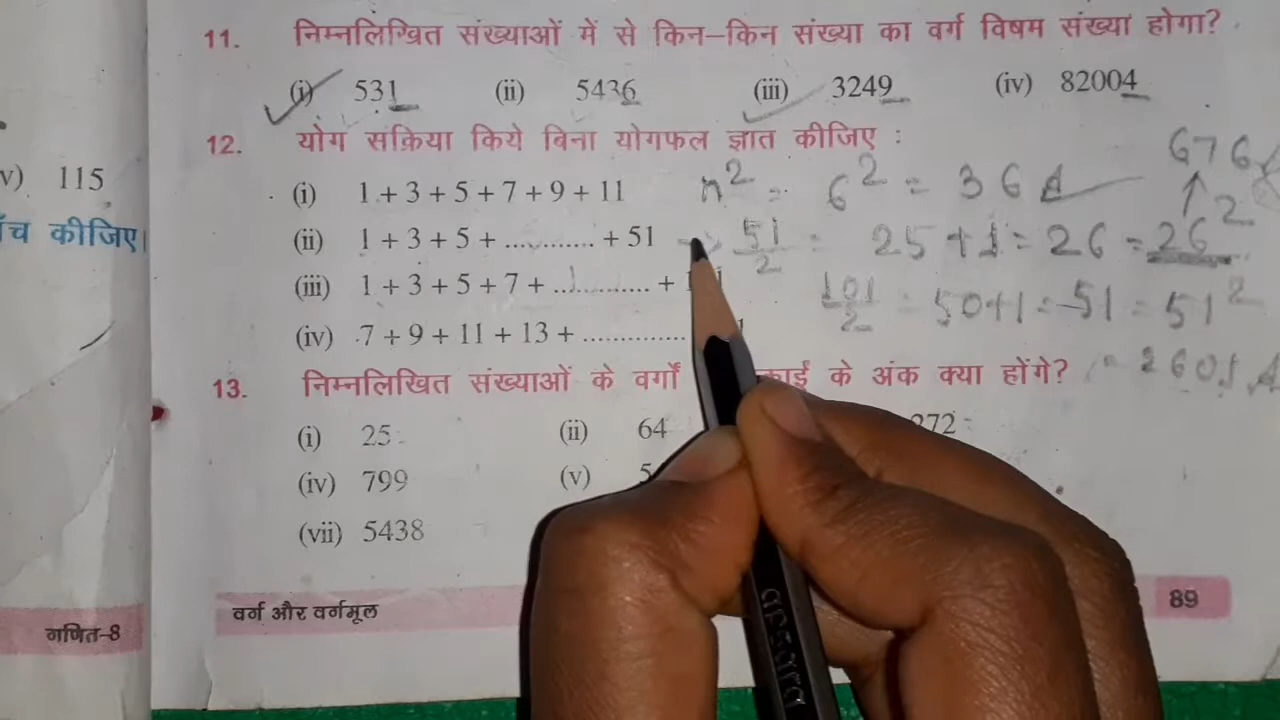 11. निम्नलिखित संख्याओं में से किन-किन संख्या का वर्ग विषम संख्या होगा?
(i) 531 (ii) 5436 (iii) 3249 (iv) 82004
12. योग संक्रिया किये बिना योगफल ज्ञात कीजिए :
(i) 1 + 3 + 5 + 7 + 9 + 11 n² = 6² = 36
676
(ii) 1 + 3 + 5 + ............ + 51 51/2 = 25 + 1 = 26 = 26²
(iii) 1 + 3 + 5 + 7 + ............. + 101/2 = 50+1 = 51 = 51²
(iv) 7 + 9 + 11 + 13 + ..............
= 2601
13. निम्नलिखित संख्याओं के वर्गों के अंक क्या होंगे?
(i) 25 (ii) 64 272
(iv) 799 (v) 5
(vii) 5438
वर्ग और वर्गमूल 89
v) 115
ँच कीजिए।
गणित-8
apsara